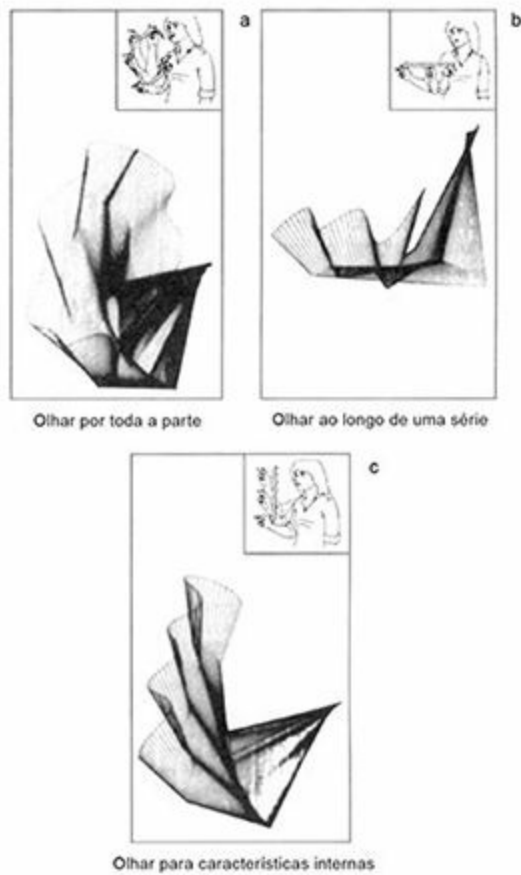 a
b
Olhar por toda a parte
Olhar ao longo de uma série
c
Olhar para características internas